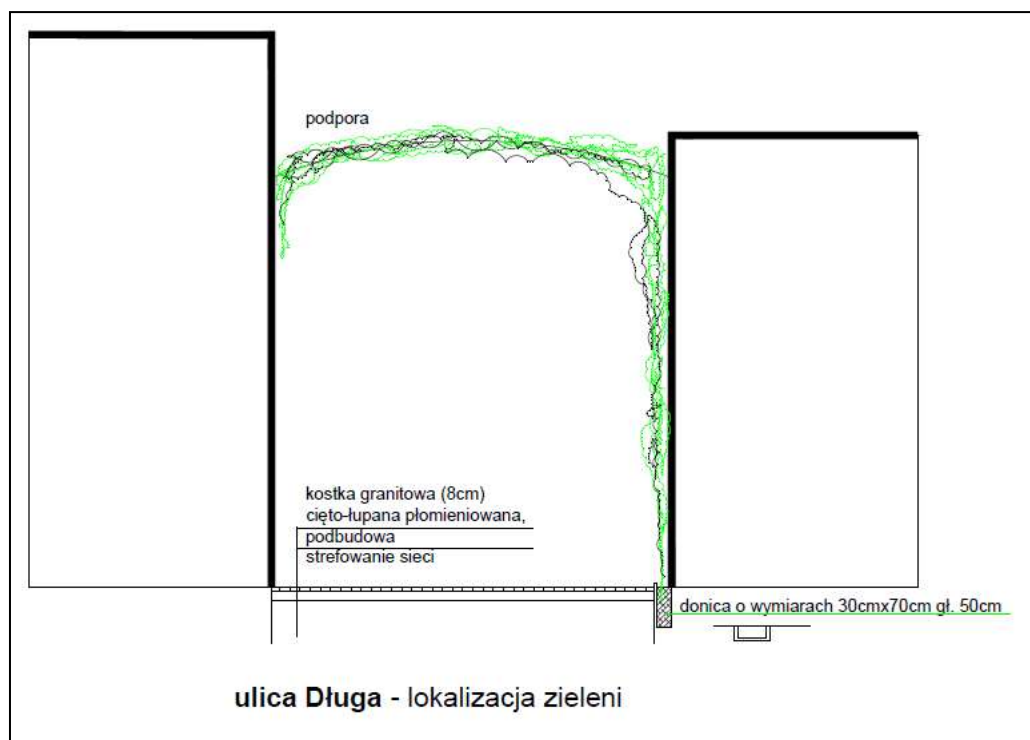 podpora
kostka granitowa (8cm)
cięto-łupana płomieniowana,
podbudowa
strefowanie sieci
donica o wymiarach 30cmx70cm gł. 50cm
ulica Długa - lokalizacja zieleni